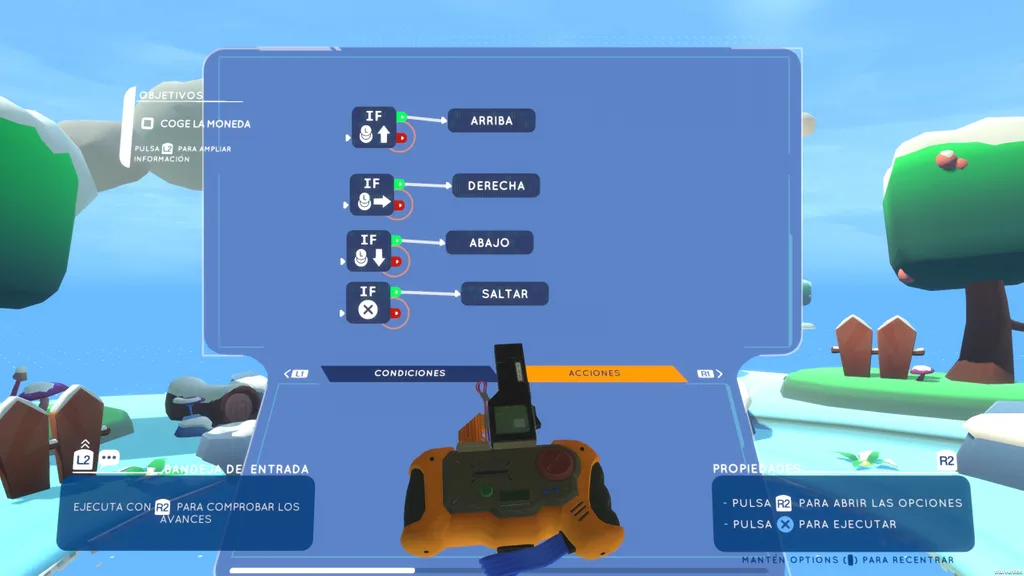 OBJETIVOS
COGE LA MONEDA
PULSA L2 PARA AMPLIAR
INFORMACIÓN
IF
L
ARRIBA
IF
L
DERECHA
IF
L
ABAJO
IF
SALTAR
L1
CONDICIONES
ACCIONES
R1
L2
BANDEJA DE ENTRADA
EJECUTA CON R2 PARA COMPROBAR LOS
AVANCES
PROPIEDADES
R2
- PULSA R2 PARA ABRIR LAS OPCIONES
- PULSA X PARA EJECUTAR
MANTÉN OPTIONS () PARA RECENTRAR